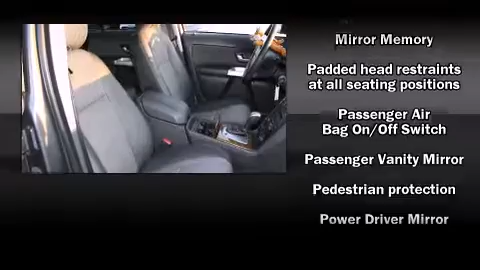 Mirror Memory
Padded head restraints
at all seating positions
Passenger Air
Bag On/Off Switch
Passenger Vanity Mirror
Pedestrian protection
Power Driver Mirror